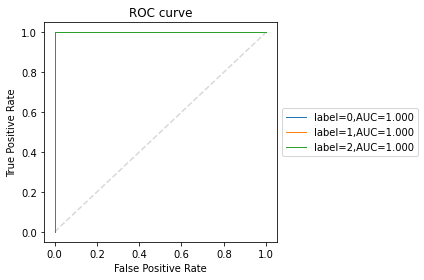 ROC curve
True Positive Rate
1.0
0.8
0.6
0.4
0.2
0.0
0.0 0.2 0.4 0.6 0.8 1.0
False Positive Rate
label=0,AUC=1.000
label=1,AUC=1.000
label=2,AUC=1.000